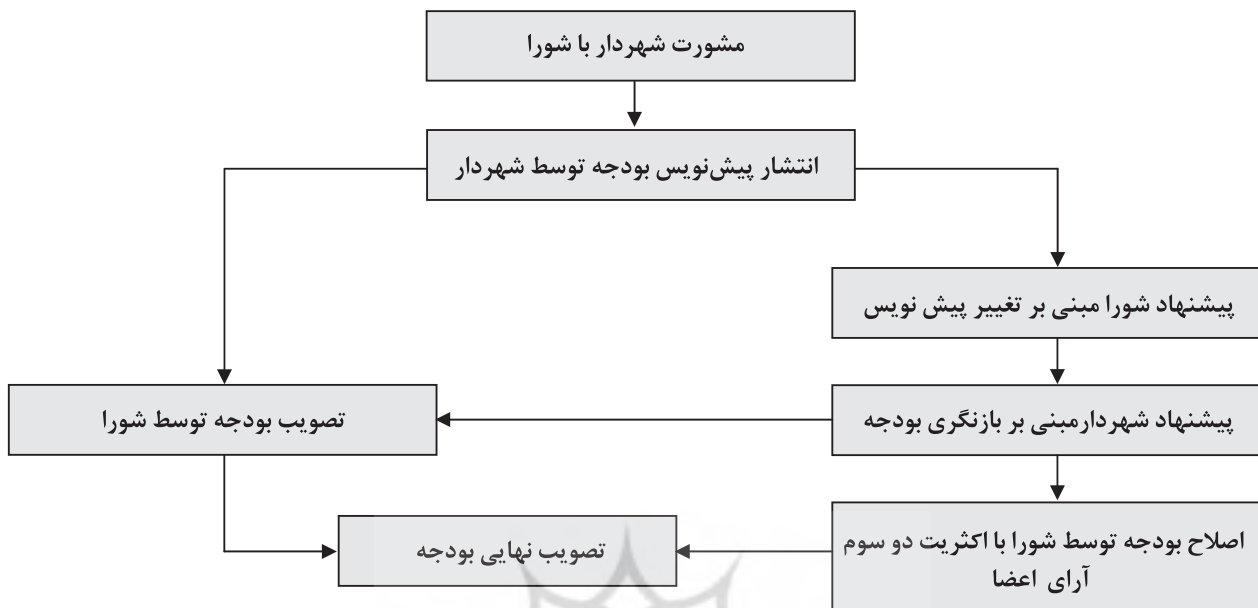 مشورت شهردار با شورا
انتشار پیش‌نویس بودجه توسط شهردار
پیشنهاد شورا مبنی بر تغییر پیش نویس
پیشنهاد شهردارمبنی بر بازنگری بودجه
تصویب بودجه توسط شورا
اصلاح بودجه توسط شورا با اکثریت دو سوم
آرای اعضا
تصویب نهایی بودجه